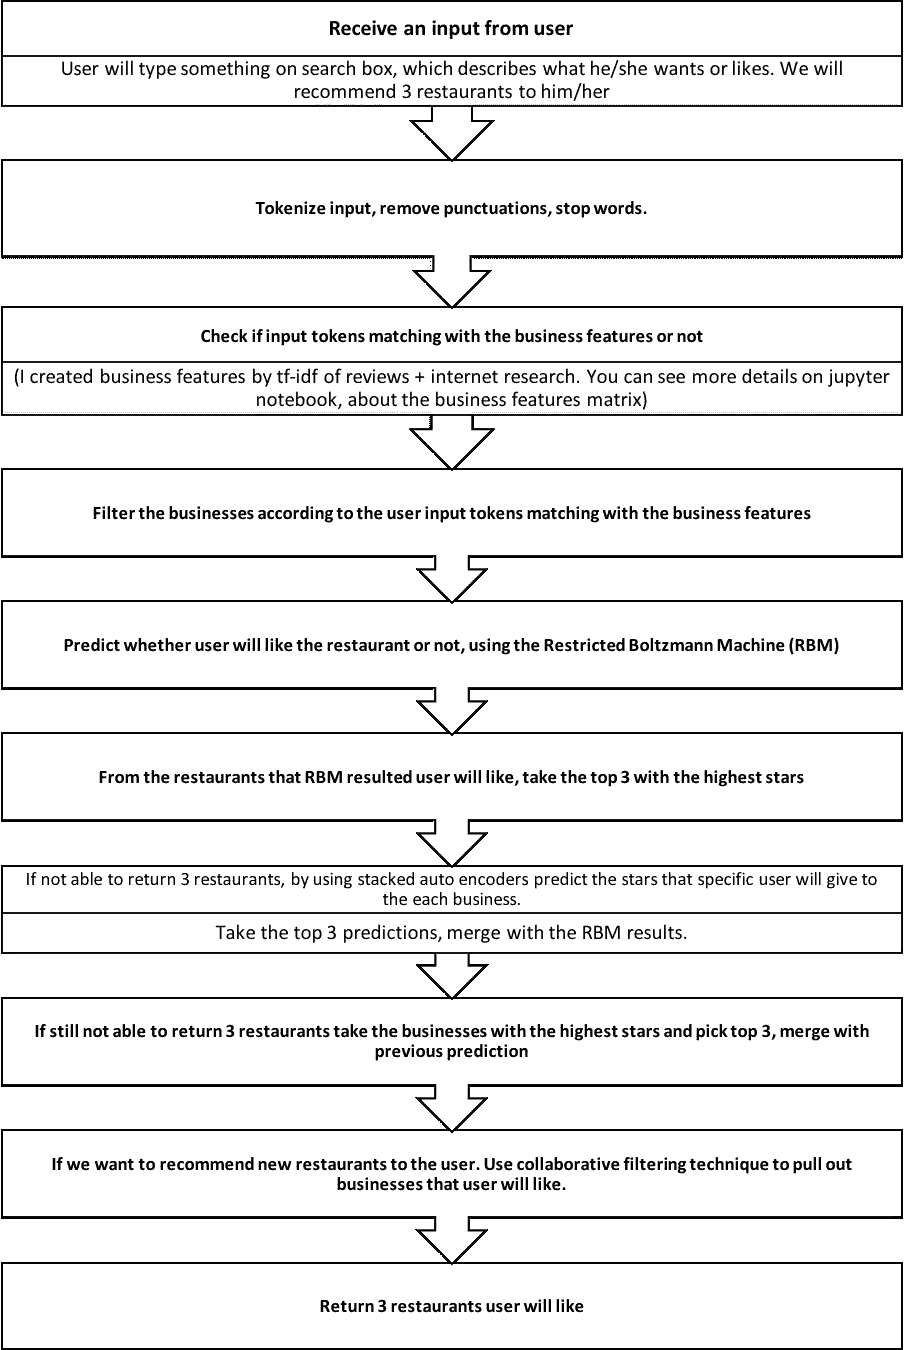 Receive an input from user
User will type something on search box, which describes what he/she wants or likes. We will
recommend 3 restaurants to him/her
Tokenize input, remove punctuations, stop words.
Check if input tokens matching with the business features or not
(I created business features by tf-idf of reviews + internet research. You can see more details on jupyter
notebook, about the business features matrix)
Filter the businesses according to the user input tokens matching with the business features
Predict whether user will like the restaurant or not, using the Restricted Boltzmann Machine (RBM)
From the restaurants that RBM resulted user will like, take the top 3 with the highest stars
If not able to return 3 restaurants, by using stacked auto encoders predict the stars that specific user will give to
the each business.
Take the top 3 predictions, merge with the RBM results.
If still not able to return 3 restaurants take the businesses with the highest stars and pick top 3, merge with
previous prediction
If we want to recommend new restaurants to the user. Use collaborative filtering technique to pull out
businesses that user will like.
Return 3 restaurants user will like